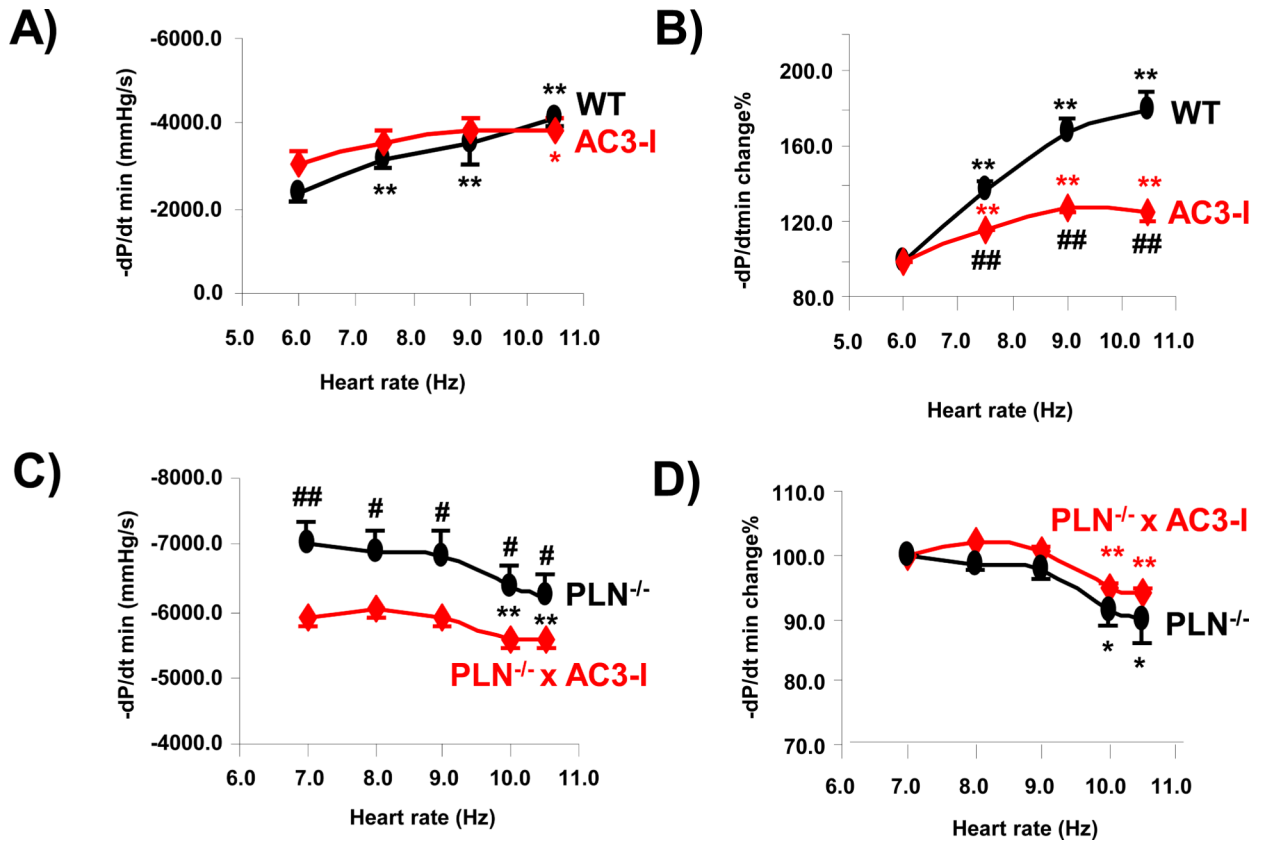 A)
-dP/dt min (mmHg/s)
-6000.0
-4000.0
-2000.0
0.0
**
WT
AC3-I
*
** **
5.0 6.0 7.0 8.0 9.0 10.0 11.0
Heart rate (Hz)
B)
-dP/dtmin change%
200.0
160.0
120.0
80.0
**
**
**
WT
** ** **
AC3-I
## ## ##
5.0 6.0 7.0 8.0 9.0 10.0 11.0
Heart rate (Hz)
C)
-dP/dt min (mmHg/s)
-8000.0
-7000.0
-6000.0
-5000.0
-4000.0
## # # # #
PLN-/-
** **
PLN-/- x AC3-I
6.0 7.0 8.0 9.0 10.0 11.0
Heart rate (Hz)
D)
-dP/dt min change%
110.0
100.0
90.0
80.0
70.0
PLN-/- x AC3-I
** **
PLN-/-
* *
6.0 7.0 8.0 9.0 10.0 11.0
Heart rate (Hz)